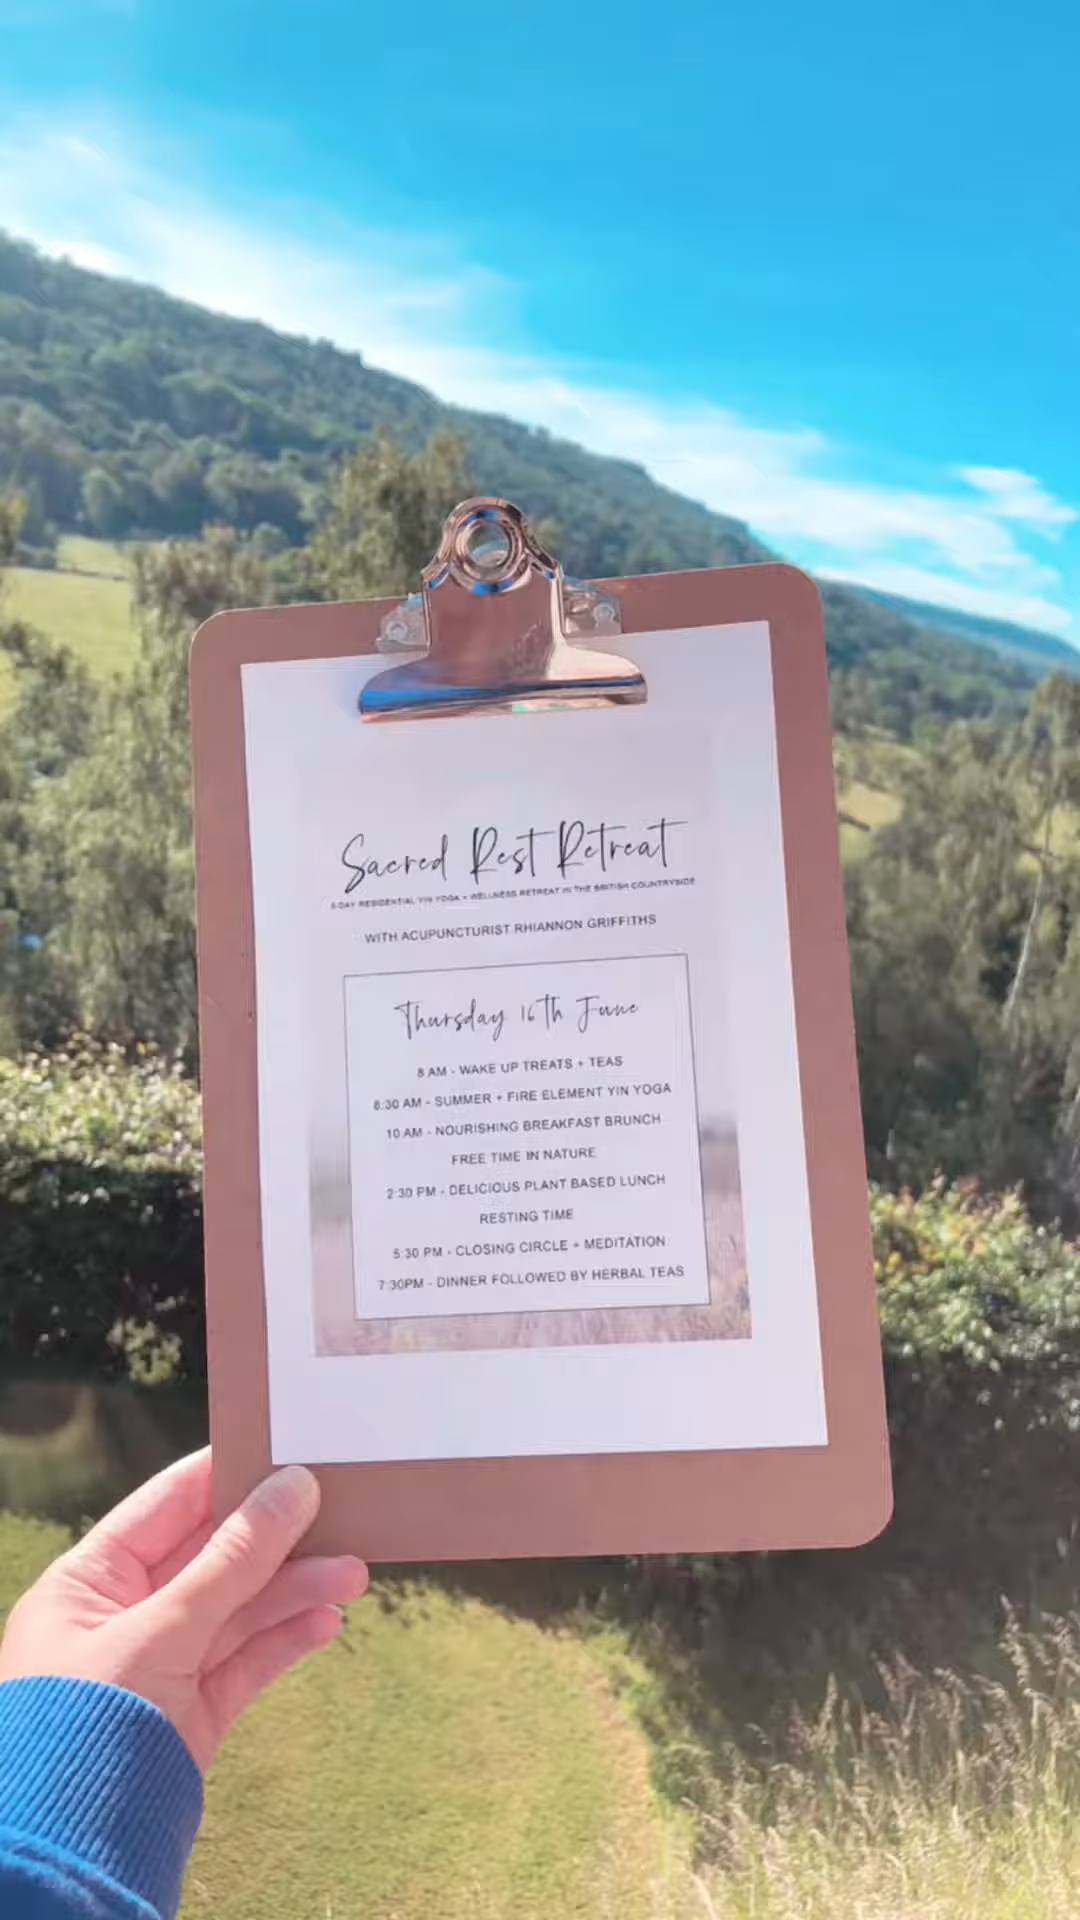 Sacred Rest Retreat
DAY RESIDENTIAL YIN YOGA + WELLNESS RETREAT IN THE BRITISH COUNTRYSIDE
WITH ACUPUNCTURIST RHIANNON GRIFFITHS
Thursday 16th June
8 AM - WAKE UP TREATS + TEAS
8:30 AM - SUMMER + FIRE ELEMENT YIN YOGA
10 AM - NOURISHING BREAKFAST BRUNCH
FREE TIME IN NATURE
2:30 PM - DELICIOUS PLANT BASED LUNCH
RESTING TIME
5:30 PM - CLOSING CIRCLE + MEDITATION
7:30PM - DINNER FOLLOWED BY HERBAL TEAS